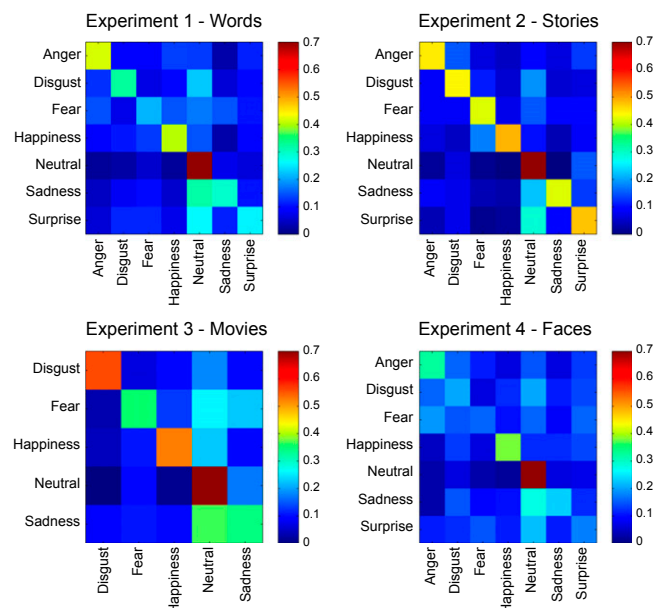 Experiment 1 - Words
Anger
Disgust
Fear
Happiness
Neutral
Sadness
Surprise
Anger
Disgust
Fear
Happiness
Neutral
Sadness
Surprise
0.7
0.6
0.5
0.4
0.3
0.2
0.1
0
Experiment 2 - Stories
Anger
Disgust
Fear
Happiness
Neutral
Sadness
Surprise
Anger
Disgust
Fear
Happiness
Neutral
Sadness
Surprise
0.7
0.6
0.5
0.4
0.3
0.2
0.1
0
Experiment 3 - Movies
Disgust
Fear
Happiness
Neutral
Sadness
Disgust
Fear
Happiness
Neutral
Sadness
0.7
0.6
0.5
0.4
0.3
0.2
0.1
0
Experiment 4 - Faces
Anger
Disgust
Fear
Happiness
Neutral
Sadness
Surprise
Anger
Disgust
Fear
Happiness
Neutral
Sadness
Surprise
0.7
0.6
0.5
0.4
0.3
0.2
0.1
0